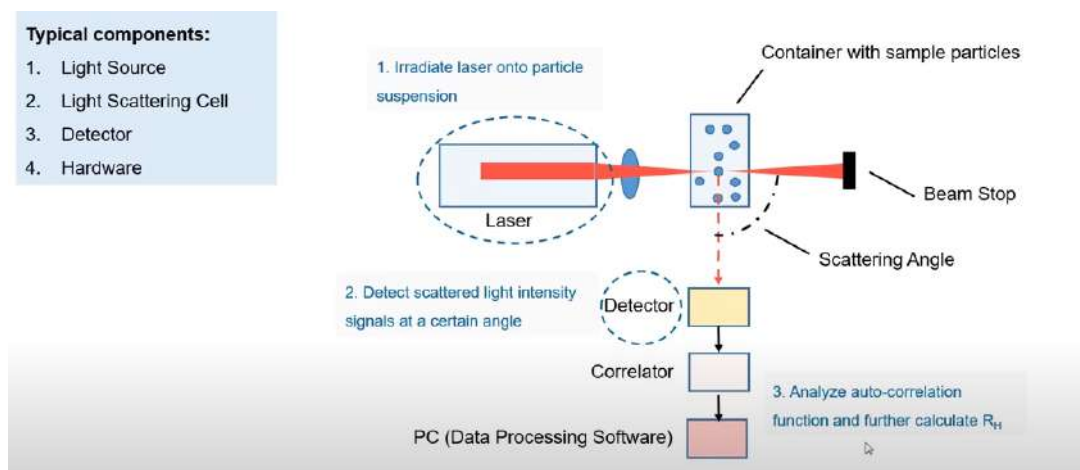 Typical components:
1. Light Source
2. Light Scattering Cell
3. Detector
4. Hardware
1. Irradiate laser onto particle
suspension
Container with sample particles
Laser
Beam Stop
Scattering Angle
2. Detect scattered light intensity
signals at a certain angle
Detector
Correlator
3. Analyze auto-correlation
function and further calculate RH
PC (Data Processing Software)